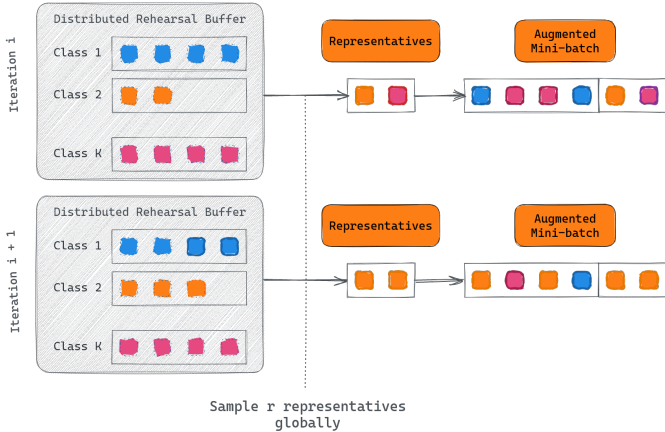 Iteration i
Distributed Rehearsal Buffer
Class 1
Class 2
Class K
Representatives
Augmented
Mini-batch
Iteration i + 1
Distributed Rehearsal Buffer
Class 1
Class 2
Class K
Representatives
Augmented
Mini-batch
Sample r representatives
globally